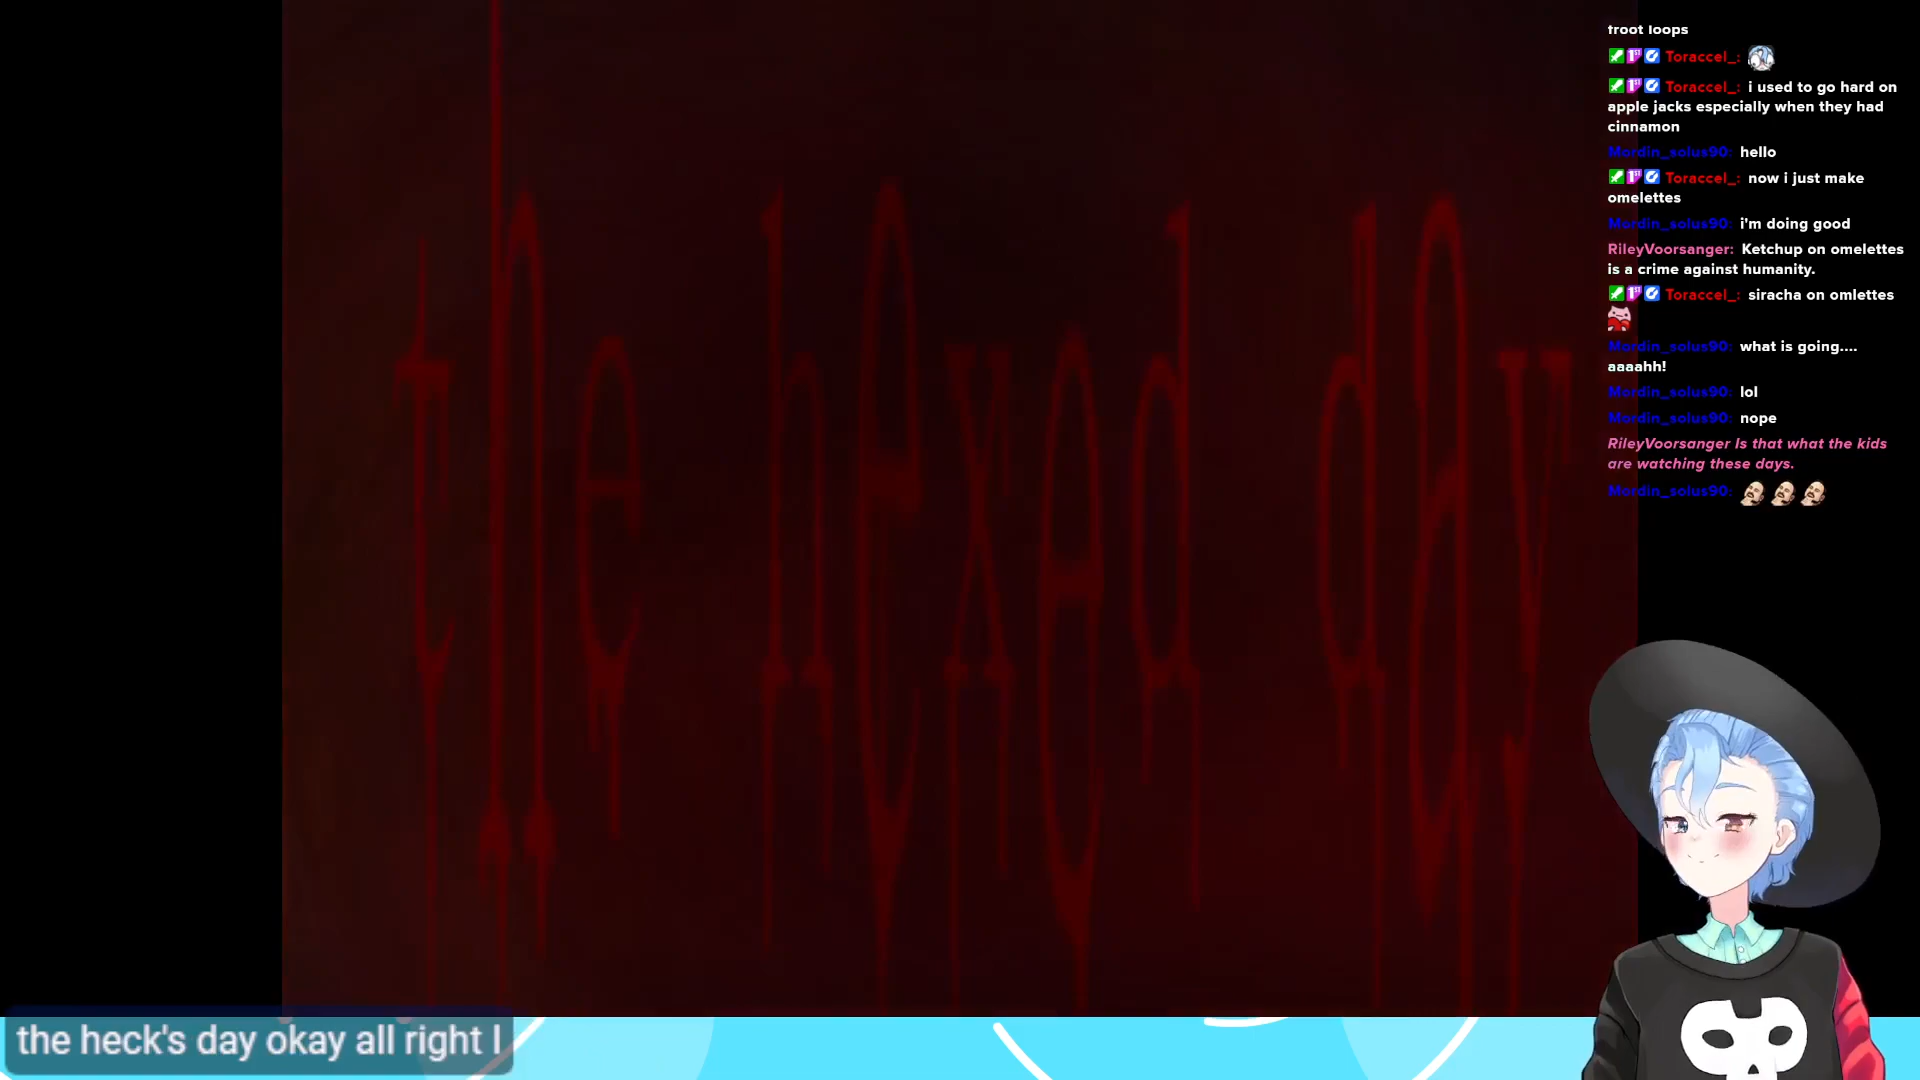 the hexed day
froot loops
Toraccel_:
Toraccel_: i used to go hard on
apple jacks especially when they had
cinnamon
Mordin_solus90: hello
Toraccel_: now i just make
omelettes
Mordin_solus90: i'm doing good
RileyVoorsanger: Ketchup on omelettes
is a crime against humanity.
Toraccel_: siracha on omlettes
Mordin_solus90: what is going....
aaaahh!
Mordin_solus90: lol
Mordin_solus90: nope
RileyVoorsanger Is that what the kids
are watching these days.
Mordin_solus90:
the heck's day okay all right I